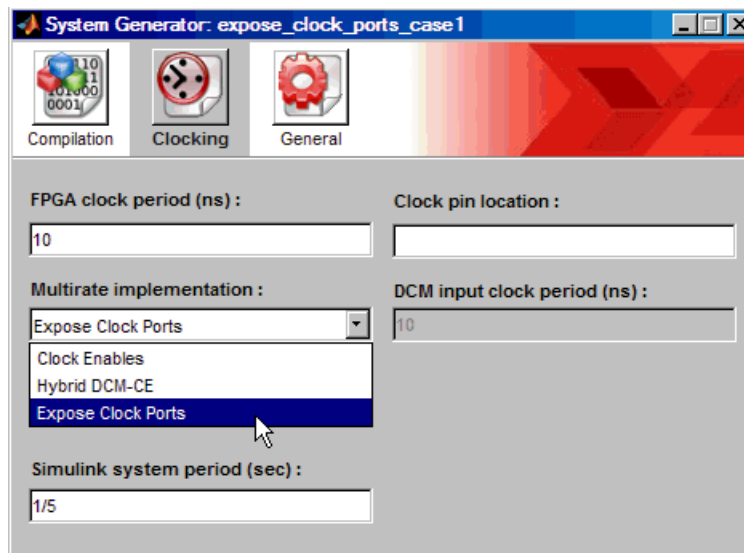 System Generator: expose_clock_ports_case1
Compilation
Clocking
General
FPGA clock period (ns) :
Clock pin location :
10
Multirate implementation :
DCM input clock period (ns) :
Expose Clock Ports
10
Clock Enables
Hybrid DCM-CE
Expose Clock Ports
Simulink system period (sec) :
1/5